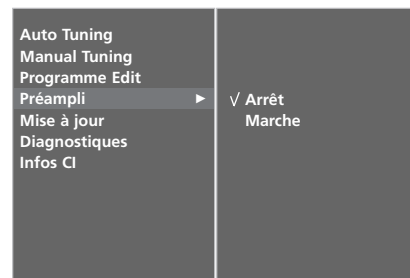 Auto Tuning
Manual Tuning
Programme Edit
Préampli ►
Mise à jour
Diagnostiques
Infos CI
√ Arrêt
Marche